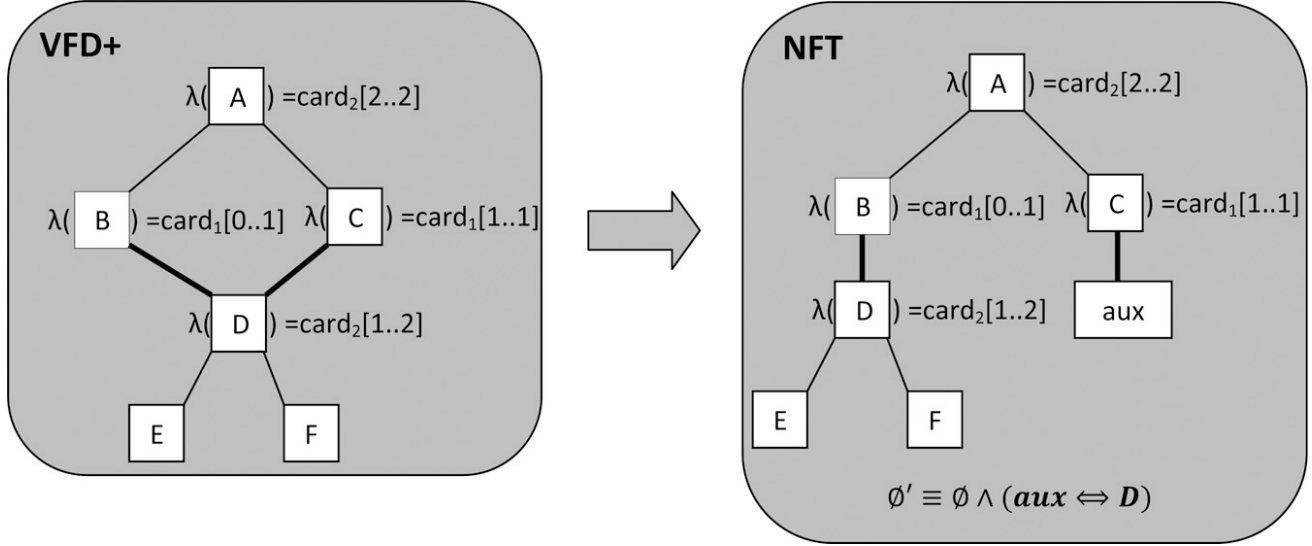 VFD+
λ( A ) =card₂[2..2]
λ( B ) =card₁[0..1] λ( C ) =card₁[1..1]
λ( D ) =card₂[1..2]
E F
NFT
λ( A ) =card₂[2..2]
λ( B ) =card₁[0..1] λ( C ) =card₁[1..1]
λ( D ) =card₂[1..2] aux
E F
∅′ ≡ ∅ ∧ (aux ⇔ D)